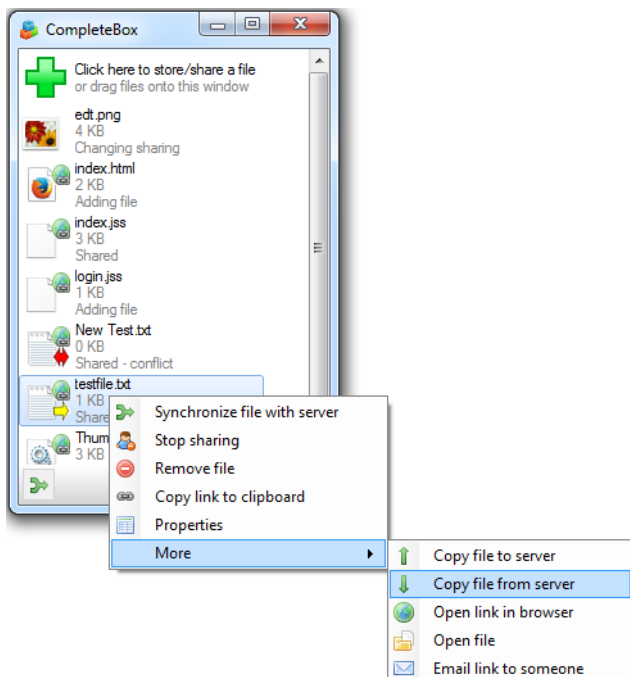 CompleteBox
Click here to store/share a file
or drag files onto this window
edt.png
4 KB
Changing sharing
index.html
2 KB
Adding file
index.jss
3 KB
Shared
login.jss
1 KB
Adding file
New Test.txt
0 KB
Shared - conflict
testfile.txt
1 KB
Share
Thum
3 KB
Synchronize file with server
Stop sharing
Remove file
Copy link to clipboard
Properties
More
Copy file to server
Copy file from server
Open link in browser
Open file
Email link to someone